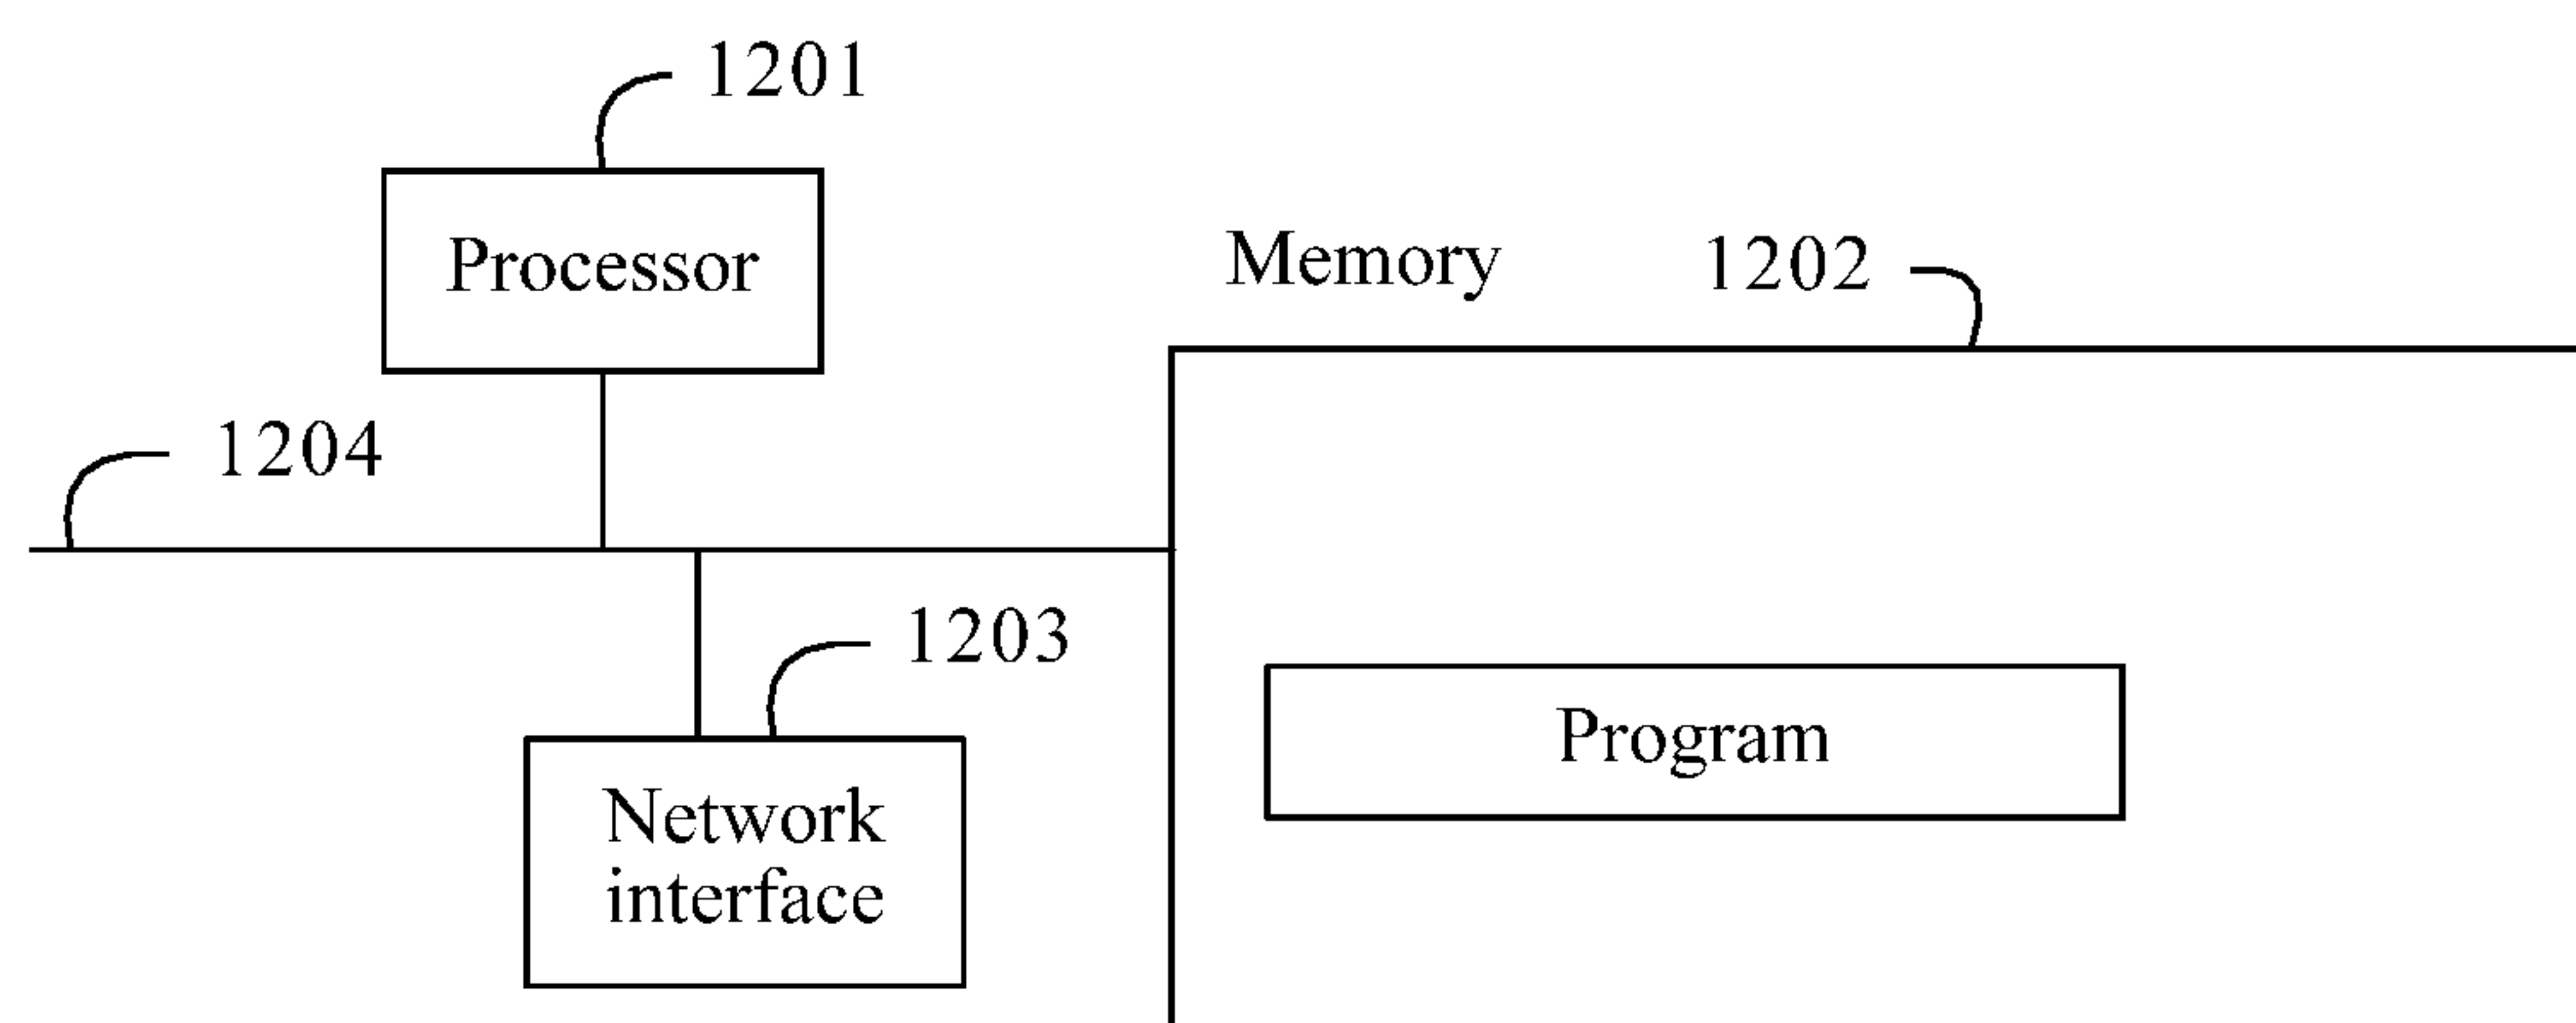 1201
Processor
Memory
1202
1204
1203
Program
Network
interface